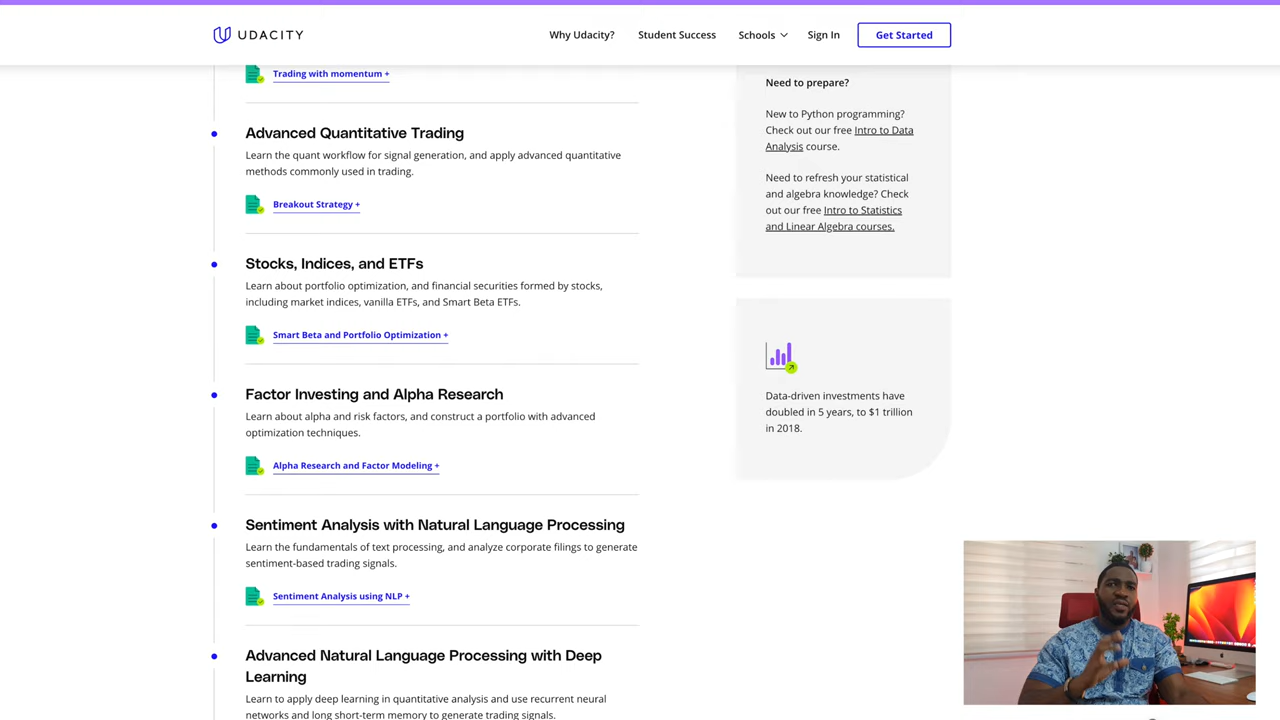 UDACITY
Why Udacity?
Student Success
Schools
Sign In
Get Started
Trading with momentum +
Advanced Quantitative Trading
Learn the quant workflow for signal generation, and apply advanced quantitative
methods commonly used in trading.
Breakout Strategy +
Stocks, Indices, and ETFs
Learn about portfolio optimization, and financial securities formed by stocks,
including market indices, vanilla ETFs, and Smart Beta ETFs.
Smart Beta and Portfolio Optimization +
Factor Investing and Alpha Research
Learn about alpha and risk factors, and construct a portfolio with advanced
optimization techniques.
Alpha Research and Factor Modeling +
Sentiment Analysis with Natural Language Processing
Learn the fundamentals of text processing, and analyze corporate filings to generate
sentiment-based trading signals.
Sentiment Analysis using NLP +
Advanced Natural Language Processing with Deep
Learning
Learn to apply deep learning in quantitative analysis and use recurrent neural
networks and long short-term memory to generate trading signals.
Need to prepare?
New to Python programming?
Check out our free Intro to Data
Analysis course.
Need to refresh your statistical
and algebra knowledge? Check
out our free Intro to Statistics
and Linear Algebra courses.
Data-driven investments have
doubled in 5 years, to $1 trillion
in 2018.